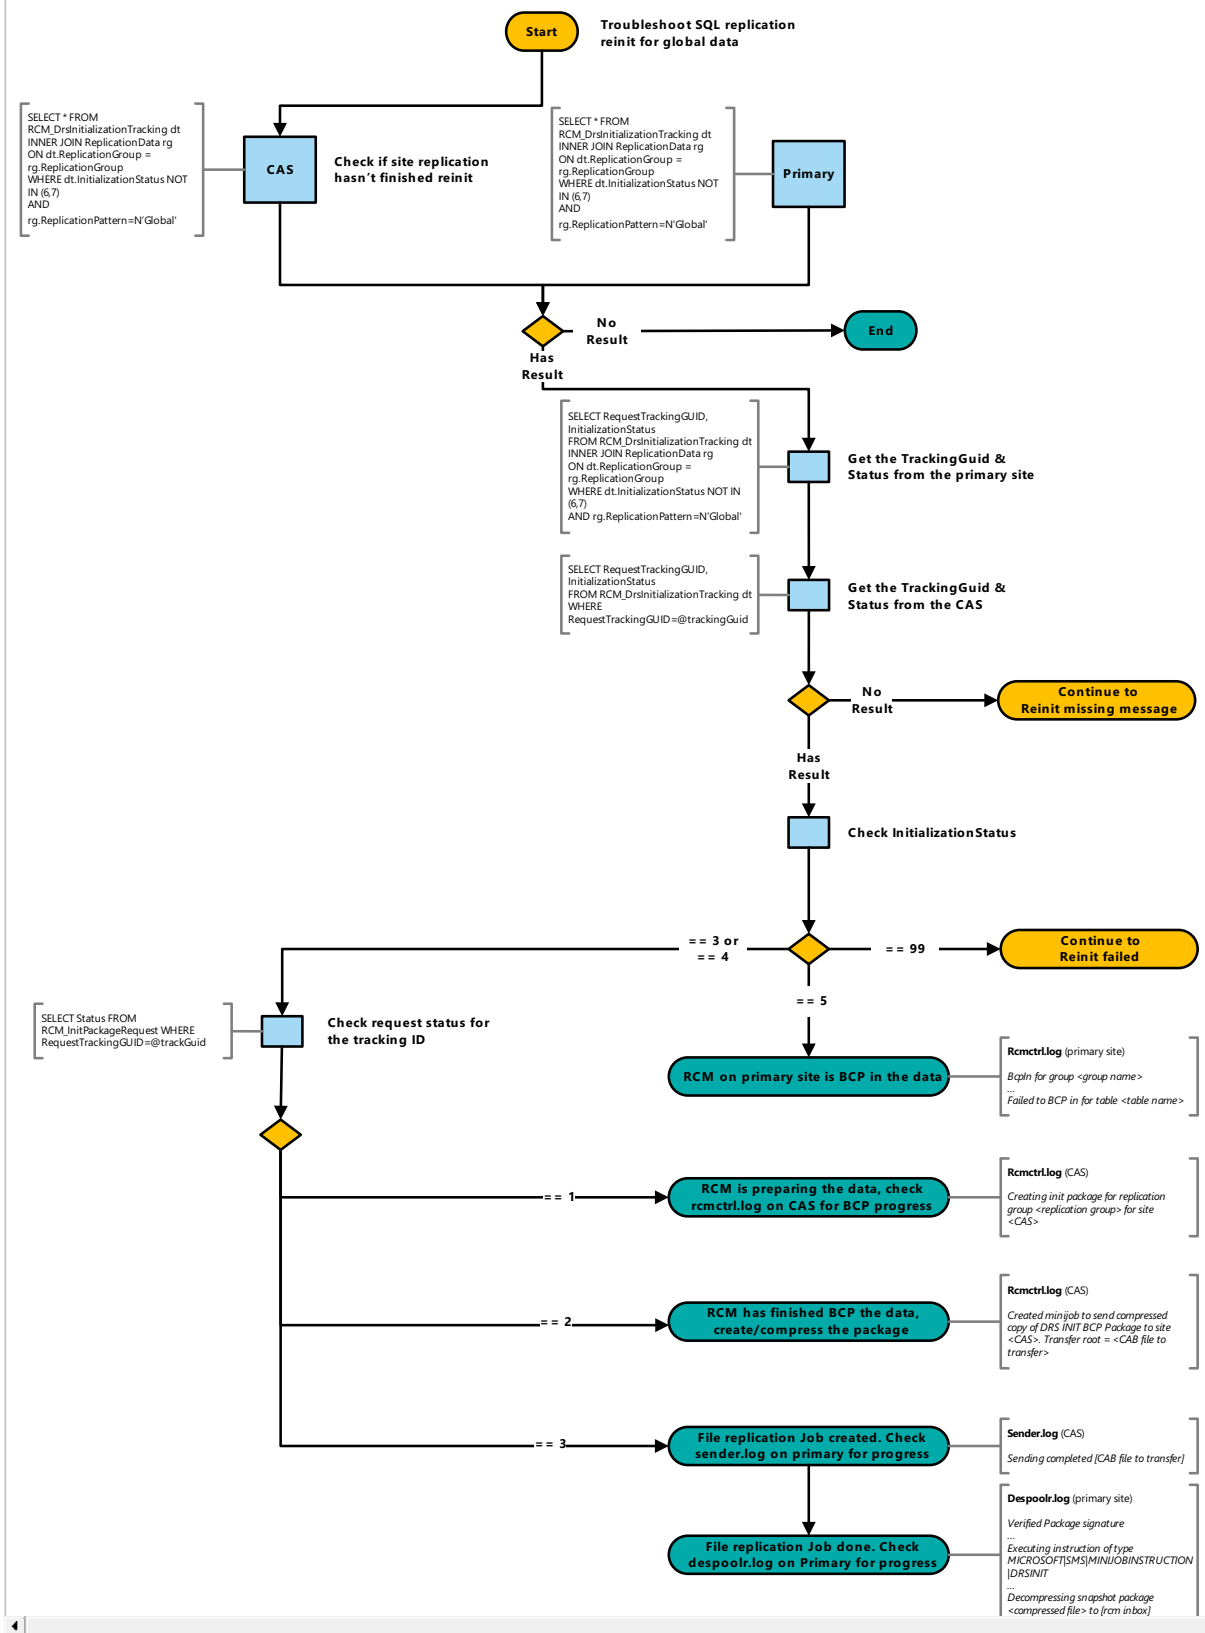 Start
Troubleshoot SQL replication
reinit for global data
SELECT * FROM
RCM_DrsInitializationTracking dt
INNER JOIN ReplicationData rg
ON dt.ReplicationGroup =
rg.ReplicationGroup
WHERE dt.InitializationStatus NOT
IN (6,7)
AND
rg.ReplicationPattern=N'Global'
CAS
Check if site replication
hasn't finished reinit
SELECT * FROM
RCM_DrsInitializationTracking dt
INNER JOIN ReplicationData rg
ON dt.ReplicationGroup =
rg.ReplicationGroup
WHERE dt.InitializationStatus NOT
IN (6,7)
AND
rg.ReplicationPattern=N'Global'
Primary
No
Result
End
Has
Result
SELECT RequestTrackingGUID,
InitializationStatus
FROM RCM_DrsInitializationTracking dt
INNER JOIN ReplicationData rg
ON dt.ReplicationGroup =
rg.ReplicationGroup
WHERE dt.InitializationStatus NOT IN
(6,7)
AND rg.ReplicationPattern=N'Global'
Get the TrackingGuid &
Status from the primary site
SELECT RequestTrackingGUID,
InitializationStatus
FROM RCM_DrsInitializationTracking dt
WHERE
RequestTrackingGUID=@trackingGuid
Get the TrackingGuid &
Status from the CAS
No
Result
Continue to
Reinit missing message
Has
Result
Check InitializationStatus
== 3 or
== 4
== 99
Continue to
Reinit failed
== 5
SELECT Status FROM
RCM_InitPackageRequest WHERE
RequestTrackingGUID=@trackGuid
Check request status for
the tracking ID
RCM on primary site is BCP in the data
Rcmctrl.log (primary site)
BcpIn for group <group name>
...
Failed to BCP in for table <table name>
== 1
RCM is preparing the data, check
rcmctrl.log on CAS for BCP progress
Rcmctrl.log (CAS)
Creating init package for replication
group <replication group> for site
<CAS>
== 2
RCM has finished BCP the data,
create/compress the package
Rcmctrl.log (CAS)
Created minijob to send compressed
copy of DRS INIT BCP Package to site
<CAS>. Transfer root = <CAB file to
transfer>
== 3
File replication Job created. Check
sender.log on primary for progress
Sender.log (CAS)
Sending completed [CAB file to transfer]
File replication Job done. Check
despoolr.log on Primary for progress
Despoolr.log (primary site)
Verified Package signature
...
Executing instruction of type
MICROSOFT|SMS|MINIJOBINSTRUCTION
|DRSINIT
...
Decompressing snapshot package
<compressed file> to [rcm inbox]